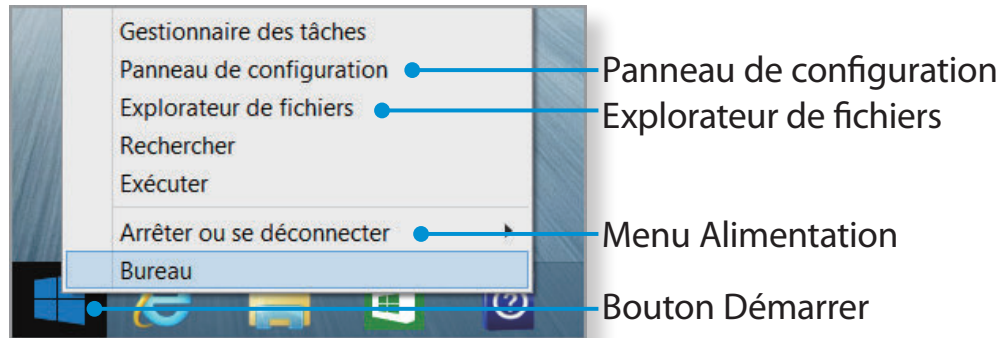 Gestionnaire des tâches
Panneau de configuration
Explorateur de fichiers
Rechercher
Exécuter
Arrêter ou se déconnecter
Bureau
Panneau de configuration
Explorateur de fichiers
Menu Alimentation
Bouton Démarrer